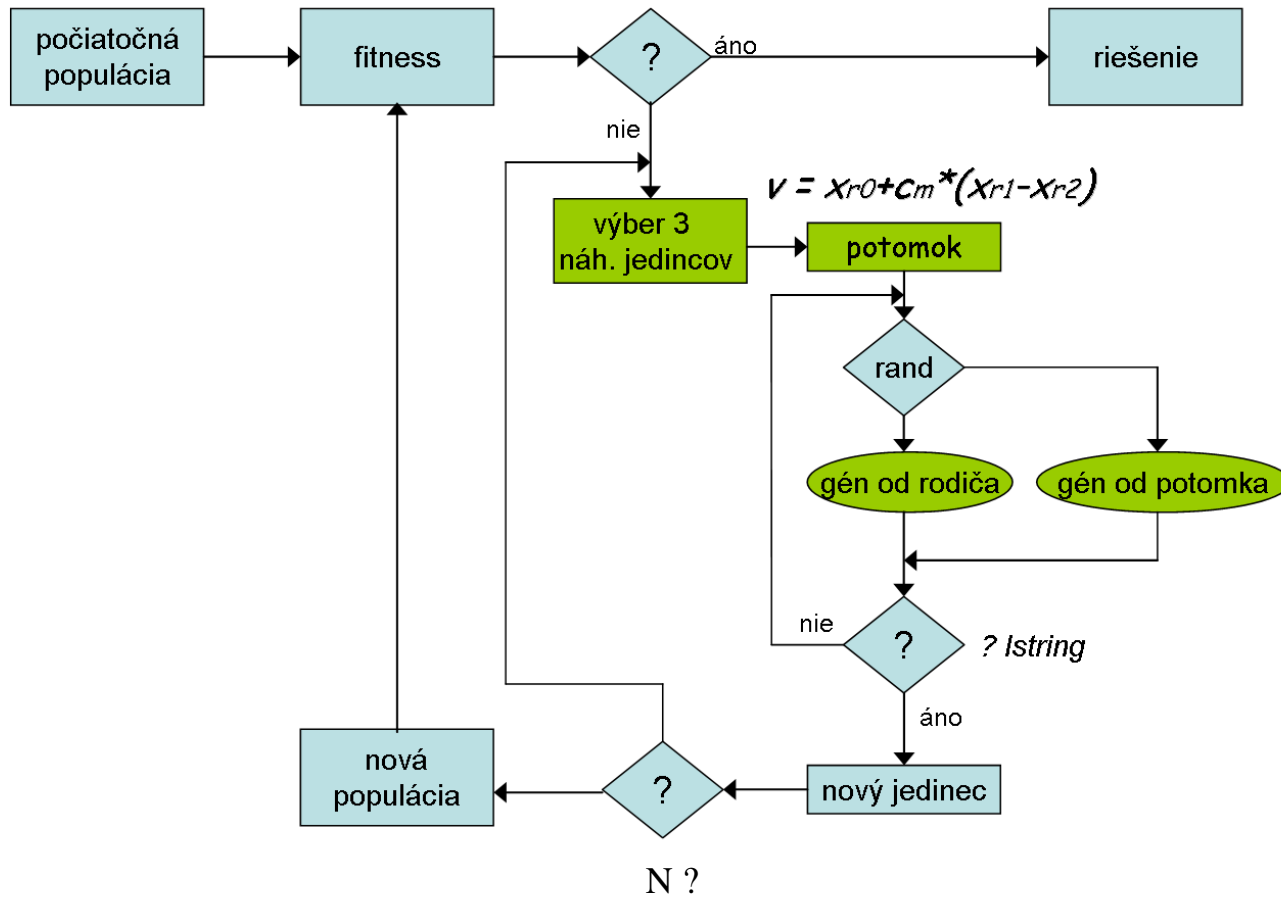 počiatočná
populácia
fitness
?
áno
riešenie
nie
v = xr0+cm*(xr1-xr2)
výber 3
náh. jedincov
potomok
rand
gén od rodiča
gén od potomka
nie
?
? lstring
áno
nová
populácia
?
nový jedinec
N ?